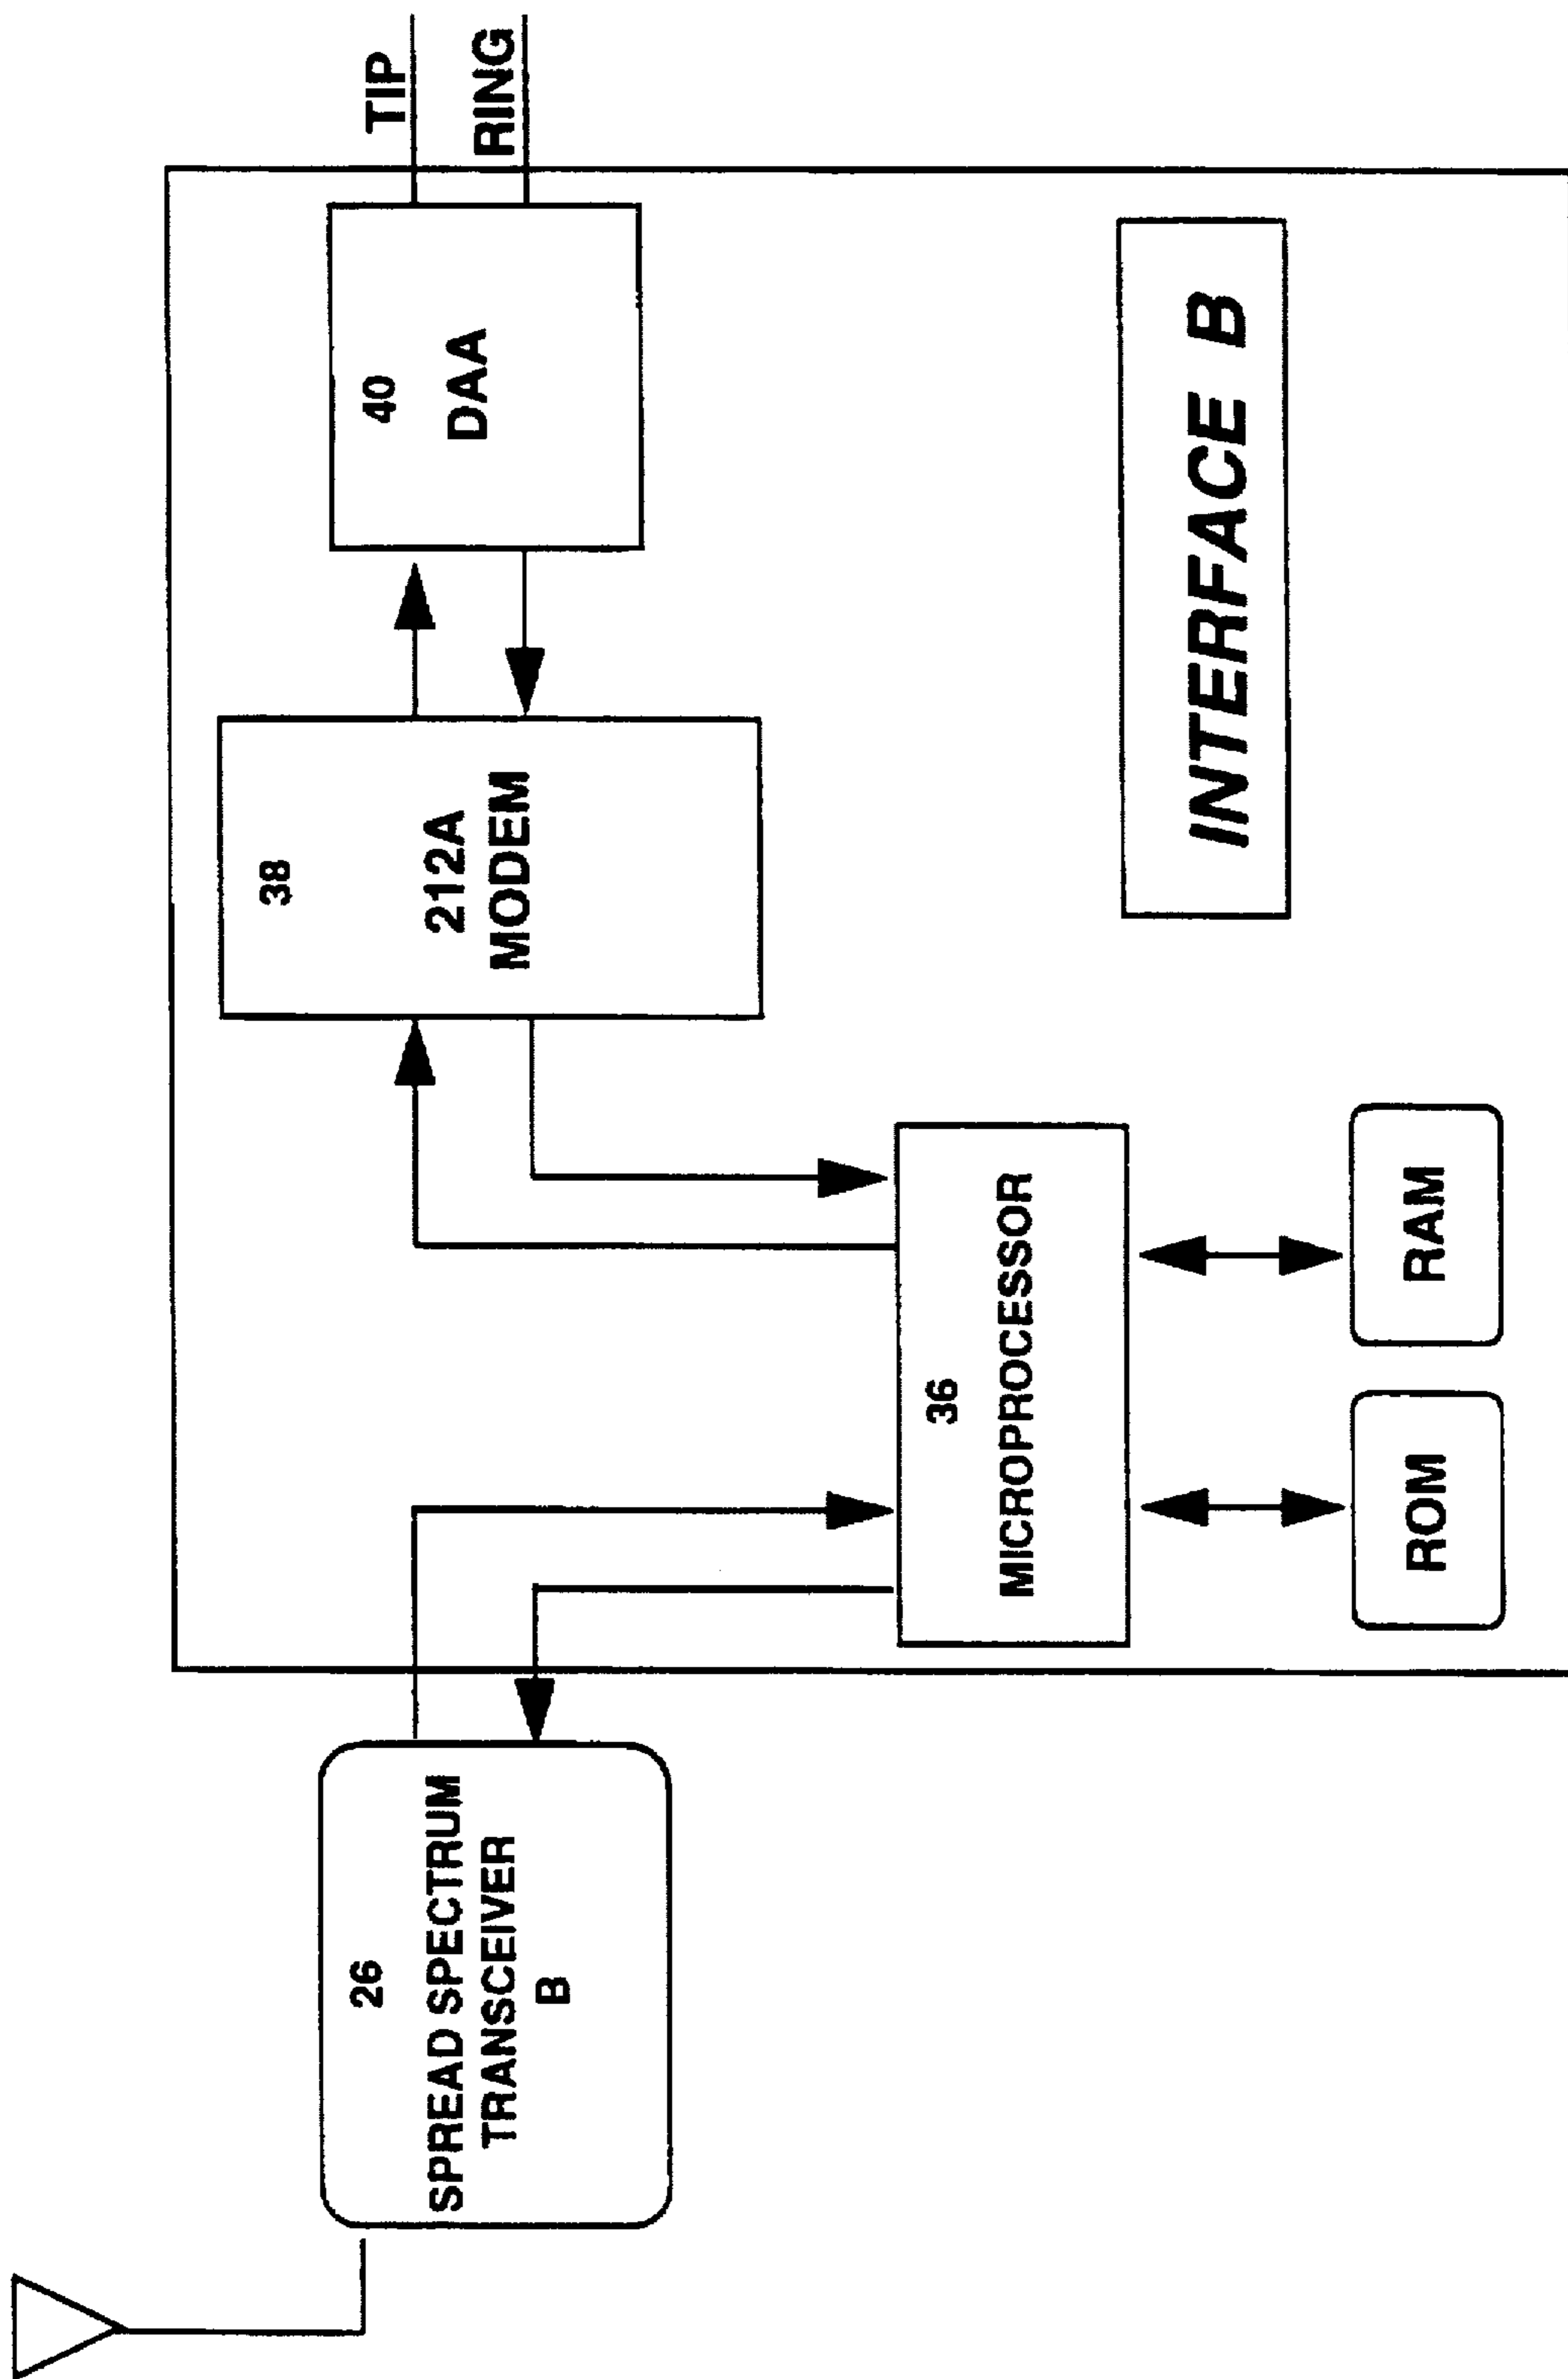 26
SPREAD SPECTRUM
TRANSCEIVER
B
36
MICROPROCESSOR
ROM
RAM
38
212A
MODEM
40
DAA
TIP
RING
INTERFACE B